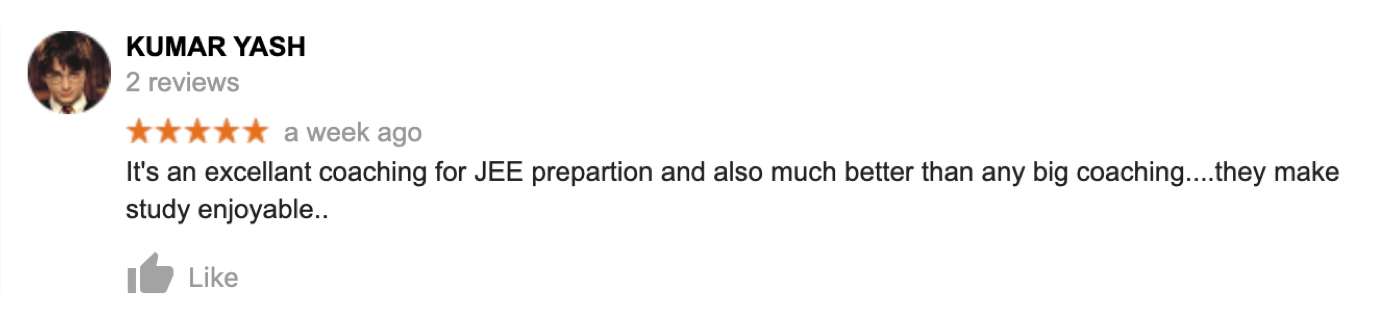 KUMAR YASH
2 reviews
a week ago
It's an excellant coaching for JEE prepartion and also much better than any big coaching....they make
study enjoyable..
Like